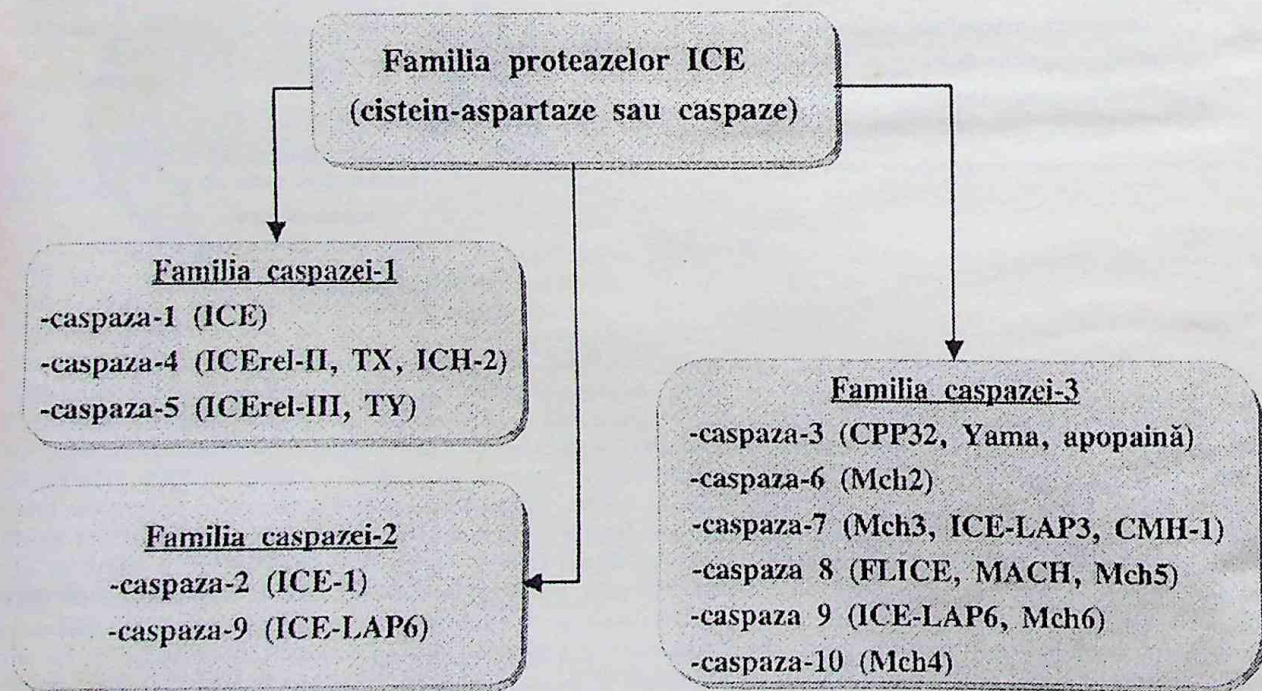 Familia proteazelor ICE
(cistein-aspartaze sau caspaze)
Familia caspazei-1
-caspaza-1 (ICE)
-caspaza-4 (ICErel-II, TX, ICH-2)
-caspaza-5 (ICErel-III, TY)
Familia caspazei-2
-caspaza-2 (ICE-1)
-caspaza-9 (ICE-LAP6)
Familia caspazei-3
-caspaza-3 (CPP32, Yama, apopaină)
-caspaza-6 (Mch2)
-caspaza-7 (Mch3, ICE-LAP3, CMH-1)
-caspaza 8 (FLICE, MACH, Mch5)
-caspaza 9 (ICE-LAP6, Mch6)
-caspaza-10 (Mch4)